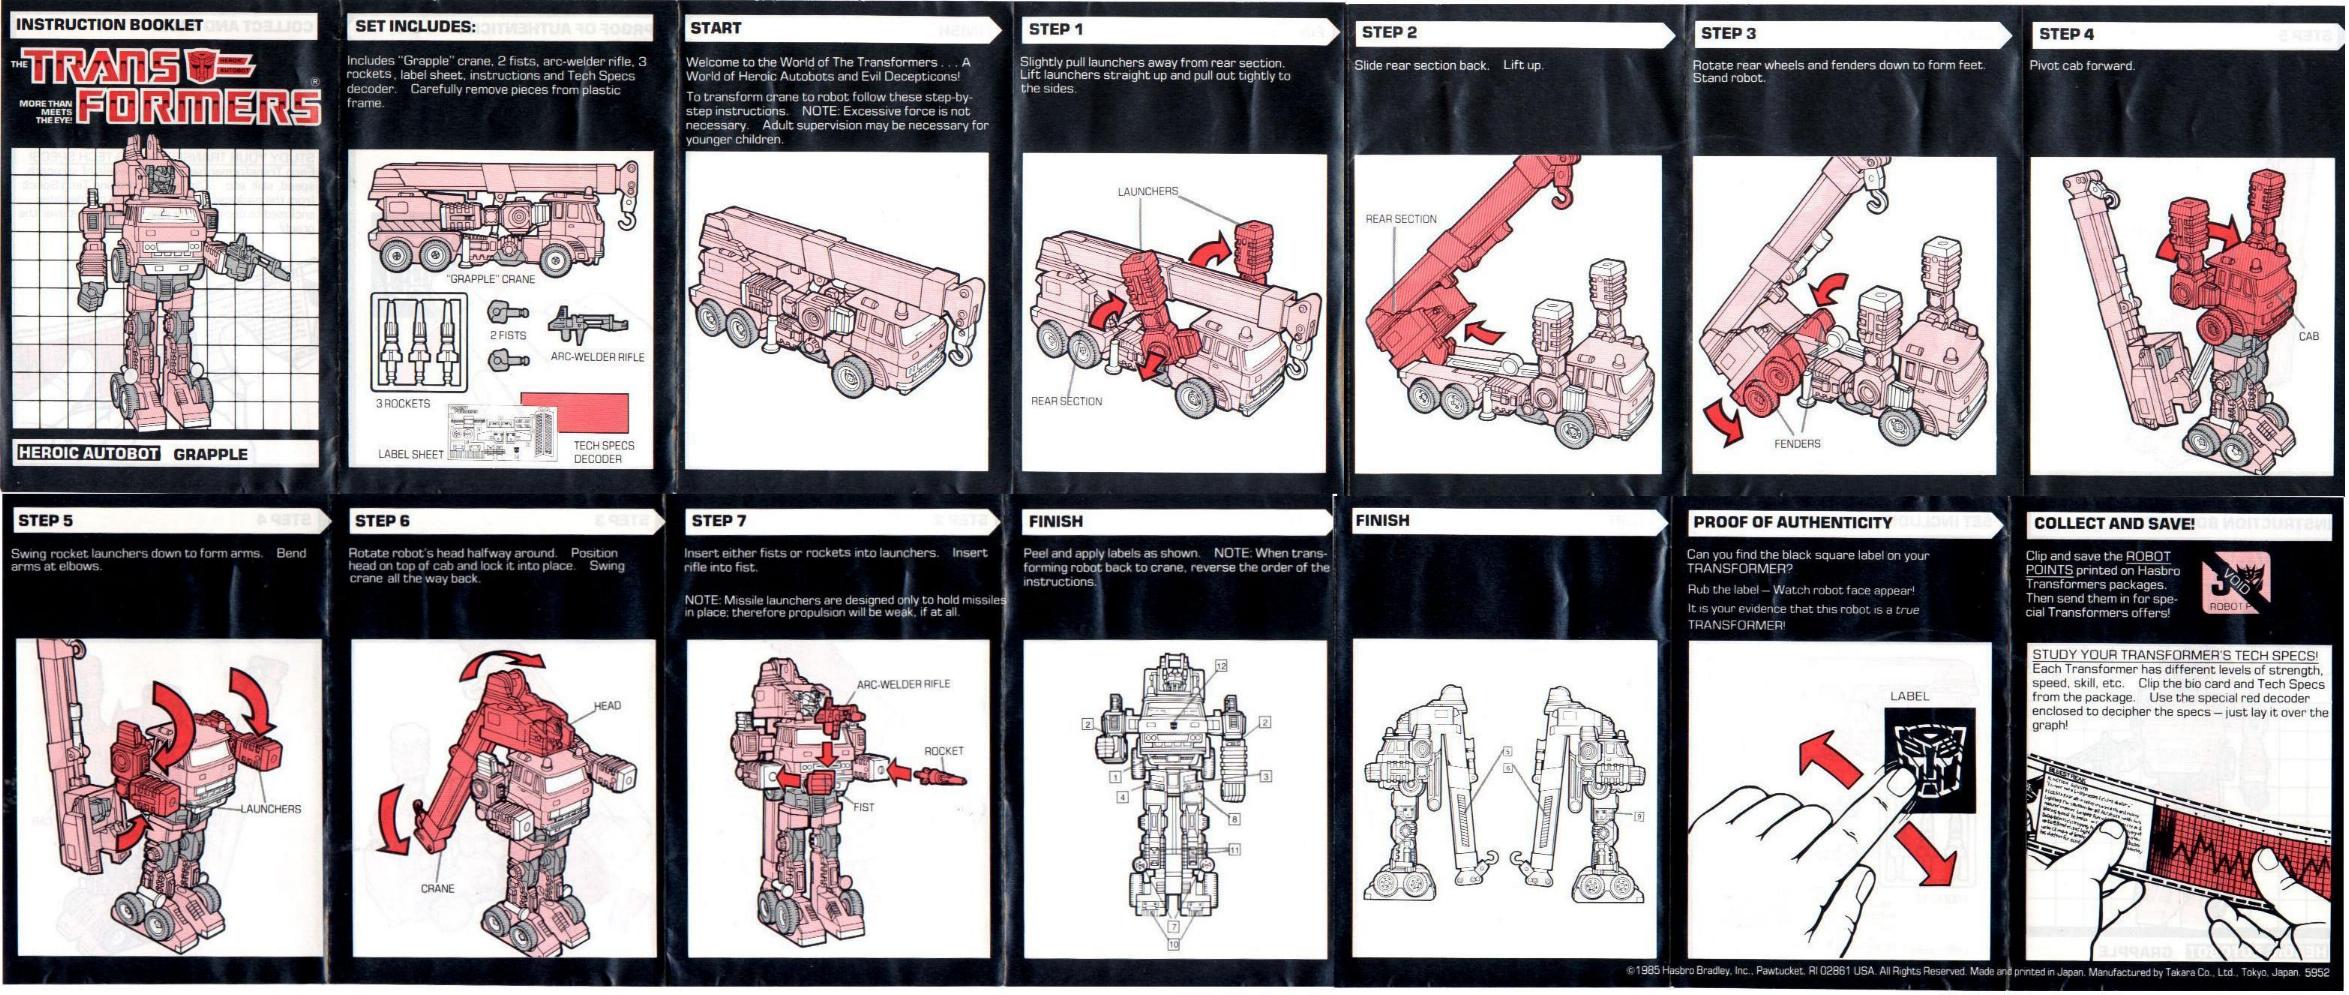 INSTRUCTION BOOKLET
THE TRANSFORMERS
HEROIC
AUTOBOT
®
MORE THAN
MEETS
THE EYE!
HEROIC AUTOBOT GRAPPLE
SET INCLUDES:
Includes "Grapple" crane, 2 fists, arc-welder rifle, 3
rockets, label sheet, instructions and Tech Specs
decoder. Carefully remove pieces from plastic
frame.
"GRAPPLE" CRANE
2 FISTS
ARC-WELDER RIFLE
3 ROCKETS
LABEL SHEET
TECH SPECS
DECODER
START
Welcome to the World of The Transformers . . . A
World of Heroic Autobots and Evil Decepticons!
To transform crane to robot follow these step-by-
step instructions. NOTE: Excessive force is not
necessary. Adult supervision may be necessary for
younger children.
STEP 1
Slightly pull launchers away from rear section.
Lift launchers straight up and pull out tightly to
the sides.
LAUNCHERS
REAR SECTION
STEP 2
Slide rear section back. Lift up.
REAR SECTION
STEP 3
Rotate rear wheels and fenders down to form feet.
Stand robot.
FENDERS
STEP 4
Pivot cab forward.
CAB
STEP 5
Swing rocket launchers down to form arms. Bend
arms at elbows.
LAUNCHERS
STEP 6
Rotate robot's head halfway around. Position
head on top of cab and lock it into place. Swing
crane all the way back.
HEAD
CRANE
STEP 7
Insert either fists or rockets into launchers. Insert
rifle into fist.
NOTE: Missile launchers are designed only to hold missiles
in place; therefore propulsion will be weak, if at all.
ARC-WELDER RIFLE
ROCKET
FIST
FINISH
Peel and apply labels as shown. NOTE: When trans-
forming robot back to crane, reverse the order of the
instructions.
12
2
2
1
3
4
8
11
7
10
FINISH
5
6
9
PROOF OF AUTHENTICITY
Can you find the black square label on your
TRANSFORMER?
Rub the label — Watch robot face appear!
It is your evidence that this robot is a true
TRANSFORMER!
LABEL
COLLECT AND SAVE!
Clip and save the ROBOT
POINTS printed on Hasbro
Transformers packages.
Then send them in for spe-
cial Transformers offers!
VOID
ROBOT
STUDY YOUR TRANSFORMER'S TECH SPECS!
Each Transformer has different levels of strength,
speed, skill, etc. Clip the bio card and Tech Specs
from the package. Use the special red decoder
enclosed to decipher the specs — just lay it over the
graph!
©1985 Hasbro Bradley, Inc., Pawtucket, RI 02861 USA. All Rights Reserved. Made and printed in Japan. Manufactured by Takara Co., Ltd., Tokyo, Japan. 5952